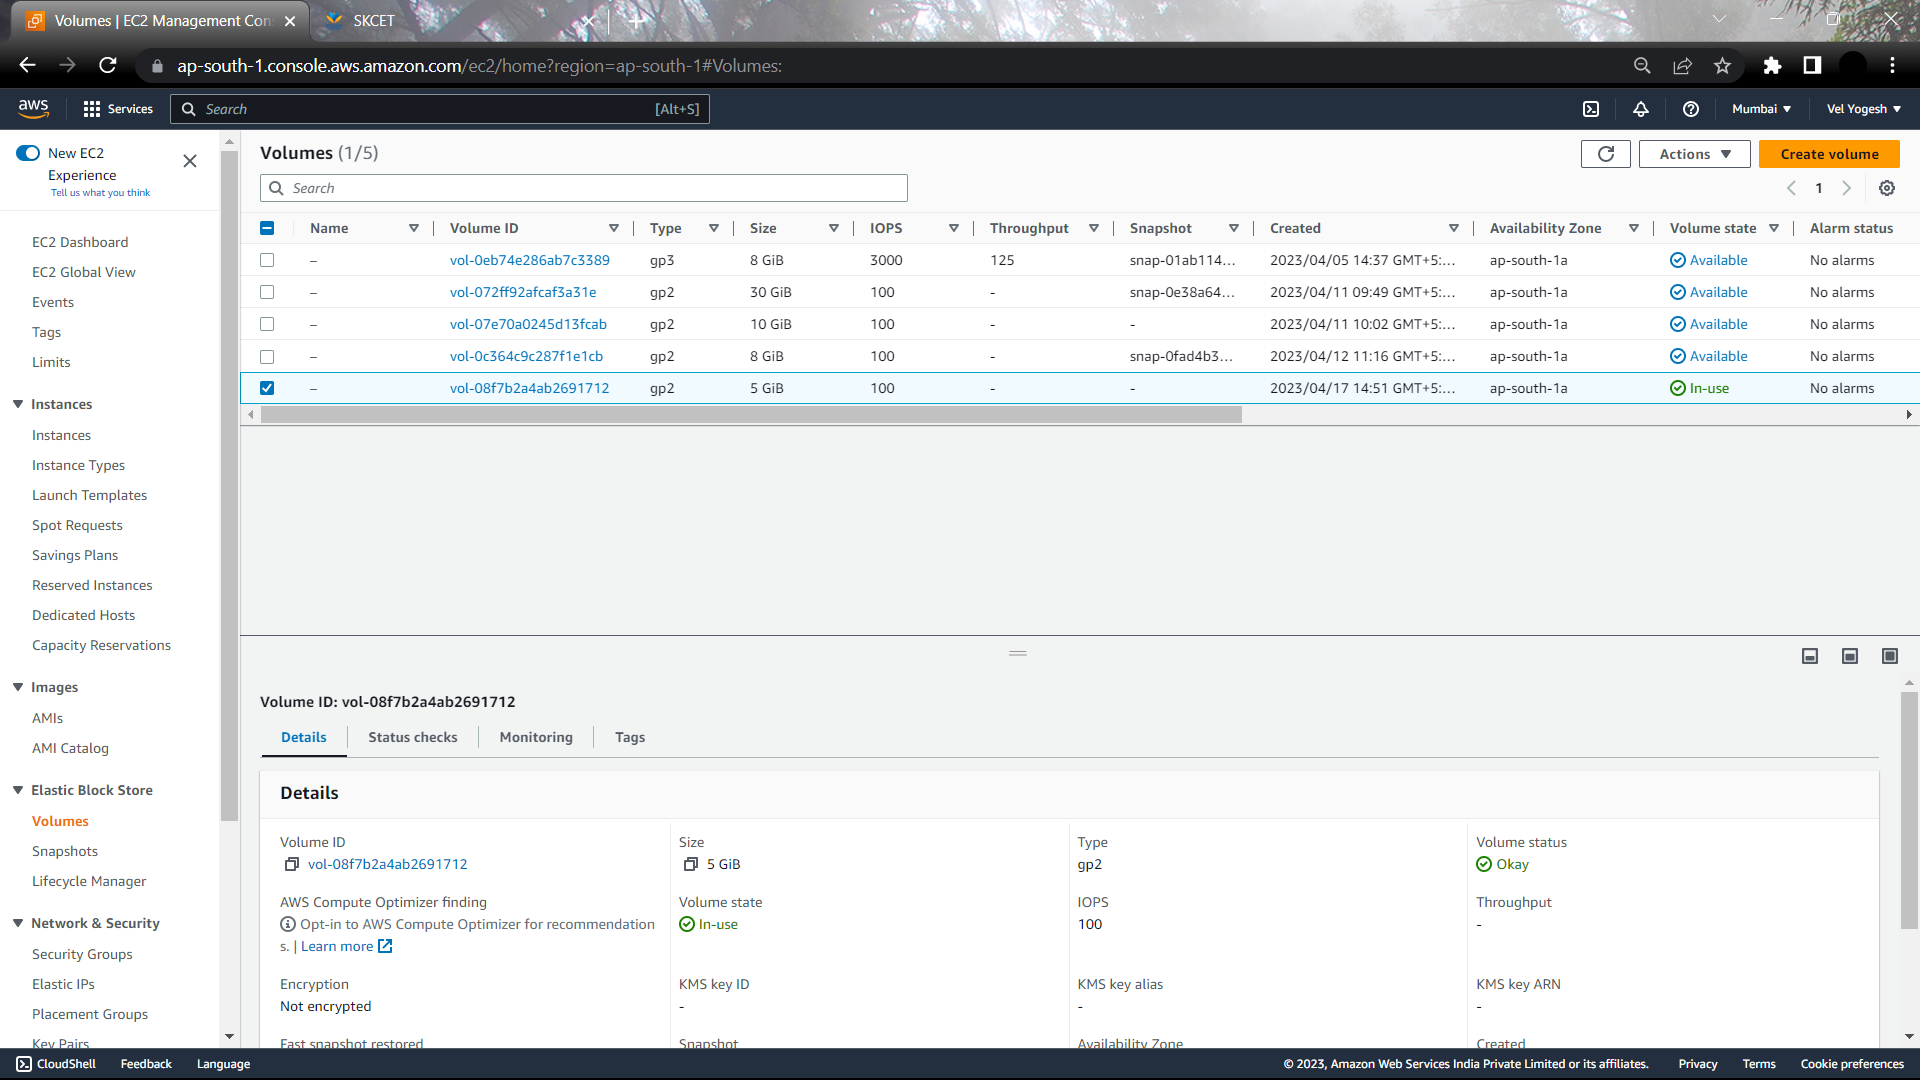 Volumes | EC2 Management Con
SKCET
ap-south-1.console.aws.amazon.com/ec2/home?region=ap-south-1#Volumes:
aws
Services
Search
[Alt+S]
Mumbai
Vel Yogesh
New EC2
Experience
Tell us what you think
EC2 Dashboard
EC2 Global View
Events
Tags
Limits
Instances
Instances
Instance Types
Launch Templates
Spot Requests
Savings Plans
Reserved Instances
Dedicated Hosts
Capacity Reservations
Images
AMIs
AMI Catalog
Elastic Block Store
Volumes
Snapshots
Lifecycle Manager
Network & Security
Security Groups
Elastic IPs
Placement Groups
Key Pairs
Volumes (1/5)
Actions
Create volume
Search
1
Name Volume ID Type Size IOPS Throughput Snapshot Created Availability Zone Volume state Alarm status
– vol-0eb74e286ab7c3389 gp3 8 GiB 3000 125 snap-01ab114... 2023/04/05 14:37 GMT+5:... ap-south-1a Available No alarms
– vol-072ff92afcaf3a31e gp2 30 GiB 100 - snap-0e38a64... 2023/04/11 09:49 GMT+5:... ap-south-1a Available No alarms
– vol-07e70a0245d13fcab gp2 10 GiB 100 - - 2023/04/11 10:02 GMT+5:... ap-south-1a Available No alarms
– vol-0c364c9c287f1e1cb gp2 8 GiB 100 - snap-0fad4b3... 2023/04/12 11:16 GMT+5:... ap-south-1a Available No alarms
– vol-08f7b2a4ab2691712 gp2 5 GiB 100 - - 2023/04/17 14:51 GMT+5:... ap-south-1a In-use No alarms
Volume ID: vol-08f7b2a4ab2691712
Details
Status checks
Monitoring
Tags
Details
Volume ID
vol-08f7b2a4ab2691712
Size
5 GiB
Type
gp2
Volume status
Okay
AWS Compute Optimizer finding
Opt-in to AWS Compute Optimizer for recommendation
s. | Learn more
Volume state
In-use
IOPS
100
Throughput
-
Encryption
Not encrypted
KMS key ID
-
KMS key alias
-
KMS key ARN
-
Fast snapshot restored
Snapshot
Availability Zone
Created
CloudShell
Feedback
Language
© 2023, Amazon Web Services India Private Limited or its affiliates.
Privacy
Terms
Cookie preferences